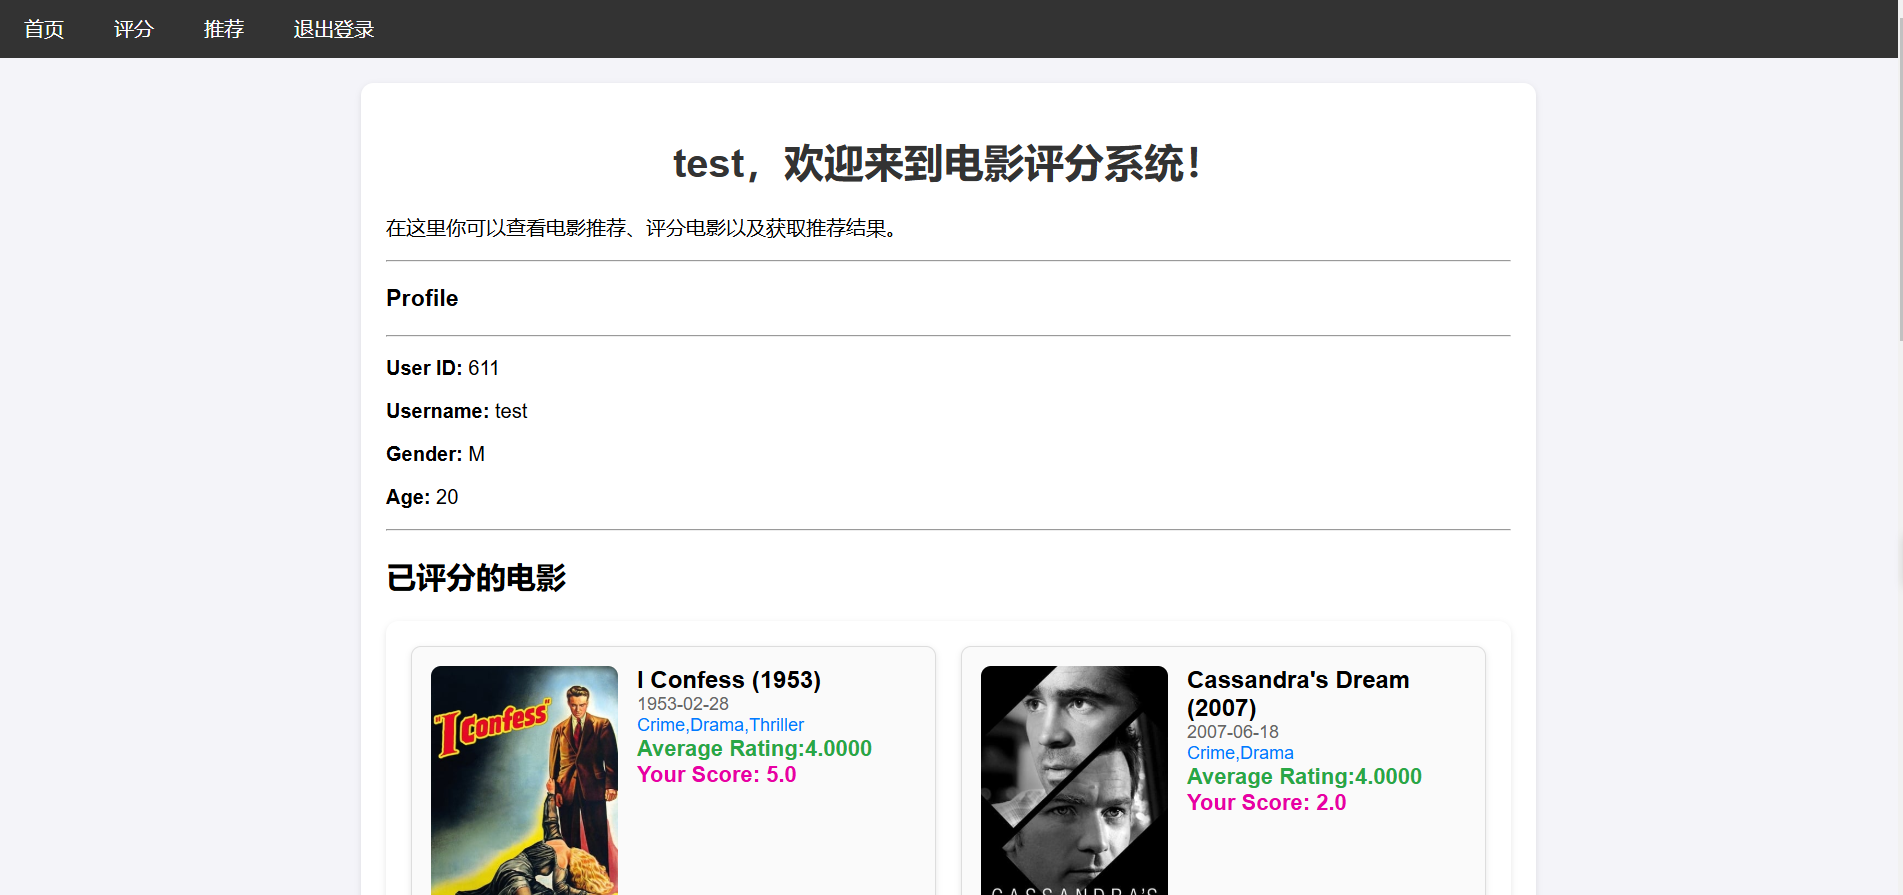 首页 评分 推荐 退出登录
test，欢迎来到电影评分系统！
在这里你可以查看电影推荐、评分电影以及获取推荐结果。
Profile
User ID: 611
Username: test
Gender: M
Age: 20
已评分的电影
"I Confess"
I Confess (1953)
1953-02-28
Crime,Drama,Thriller
Average Rating:4.0000
Your Score: 5.0
CASSANDRA'S
Cassandra's Dream
(2007)
2007-06-18
Crime,Drama
Average Rating:4.0000
Your Score: 2.0